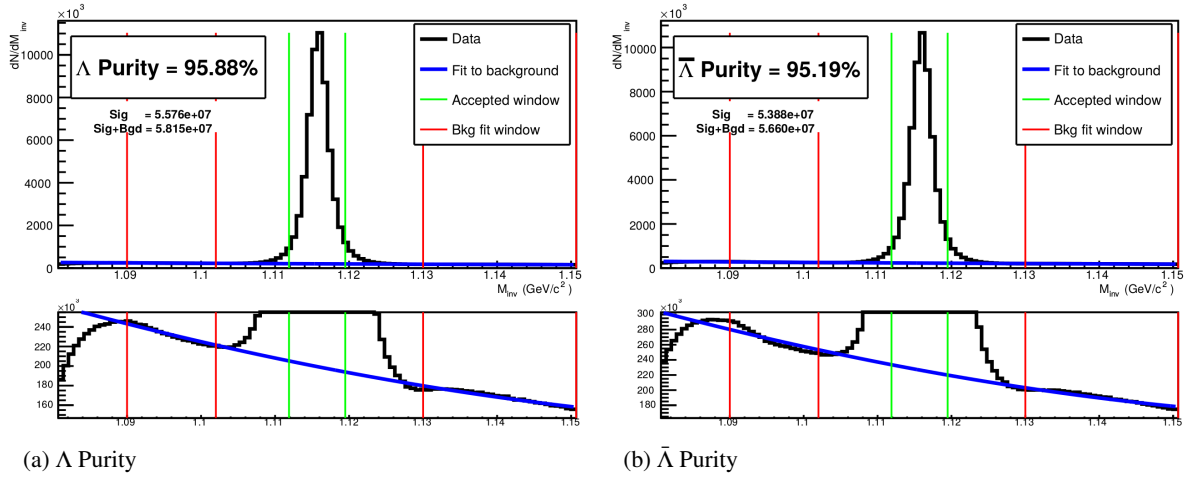 ×10³
dN/dM_inv
10000
8000
6000
4000
2000
0
Λ Purity = 95.88%
Sig = 5.576e+07
Sig+Bgd = 5.815e+07
Data
Fit to background
Accepted window
Bkg fit window
1.09 1.1 1.11 1.12 1.13 1.14 1.15
M_inv (GeV/c²)
×10³
240
220
200
180
160
1.09 1.1 1.11 1.12 1.13 1.14 1.15
(a) Λ Purity
×10³
dN/dM_inv
10000
8000
6000
4000
2000
0
Λ̅ Purity = 95.19%
Sig = 5.388e+07
Sig+Bgd = 5.660e+07
Data
Fit to background
Accepted window
Bkg fit window
1.09 1.1 1.11 1.12 1.13 1.14 1.15
M_inv (GeV/c²)
×10³
300
280
260
240
220
200
180
1.09 1.1 1.11 1.12 1.13 1.14 1.15
(b) Λ̅ Purity